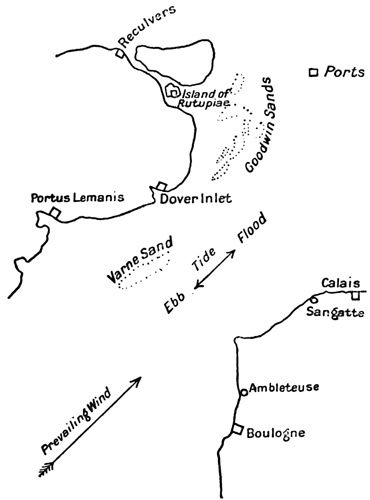 Reculvers
Ports
Island of
Rutupiae
Goodwin Sands
Portus Lemanis
Dover Inlet
Varne Sand
Ebb Tide Flood
Calais
Sangatte
Prevailing Wind
Ambleteuse
Boulogne